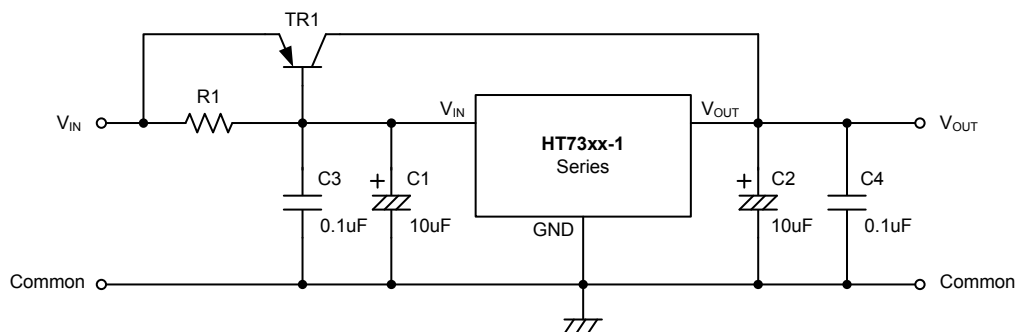 TR1
R1
VIN
VIN
VOUT
VOUT
HT73xx-1
Series
C3
0.1uF
+
C1
10uF
GND
+
C2
10uF
C4
0.1uF
Common
Common